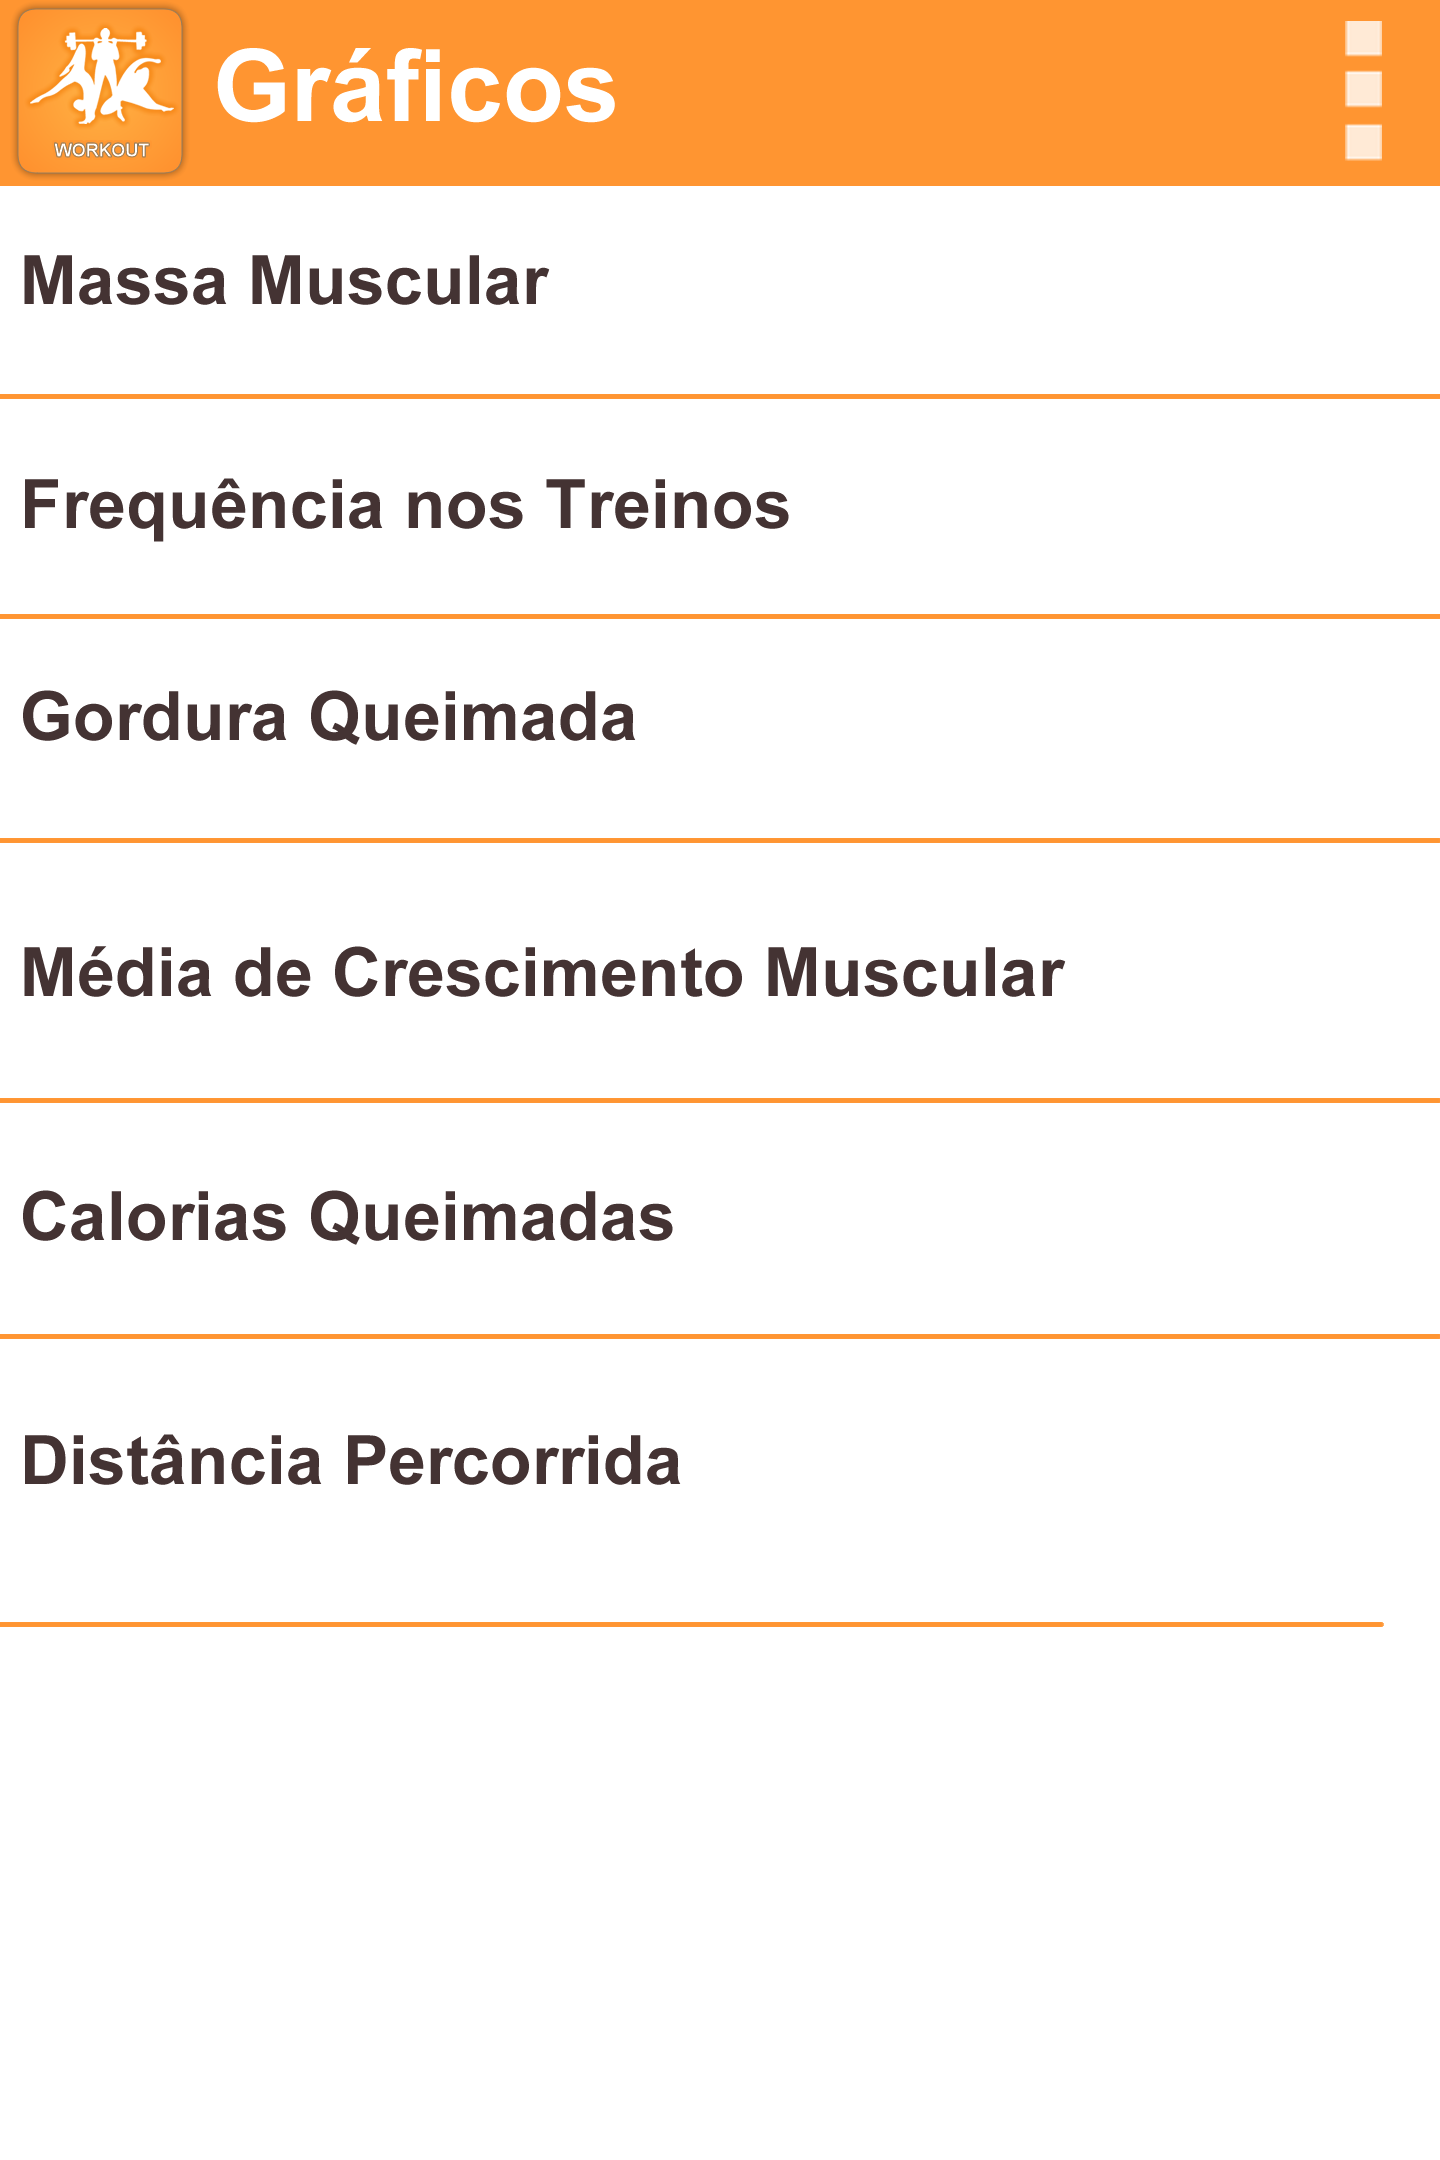 WORKOUT
Gráficos
Massa Muscular
Frequência nos Treinos
Gordura Queimada
Média de Crescimento Muscular
Calorias Queimadas
Distância Percorrida